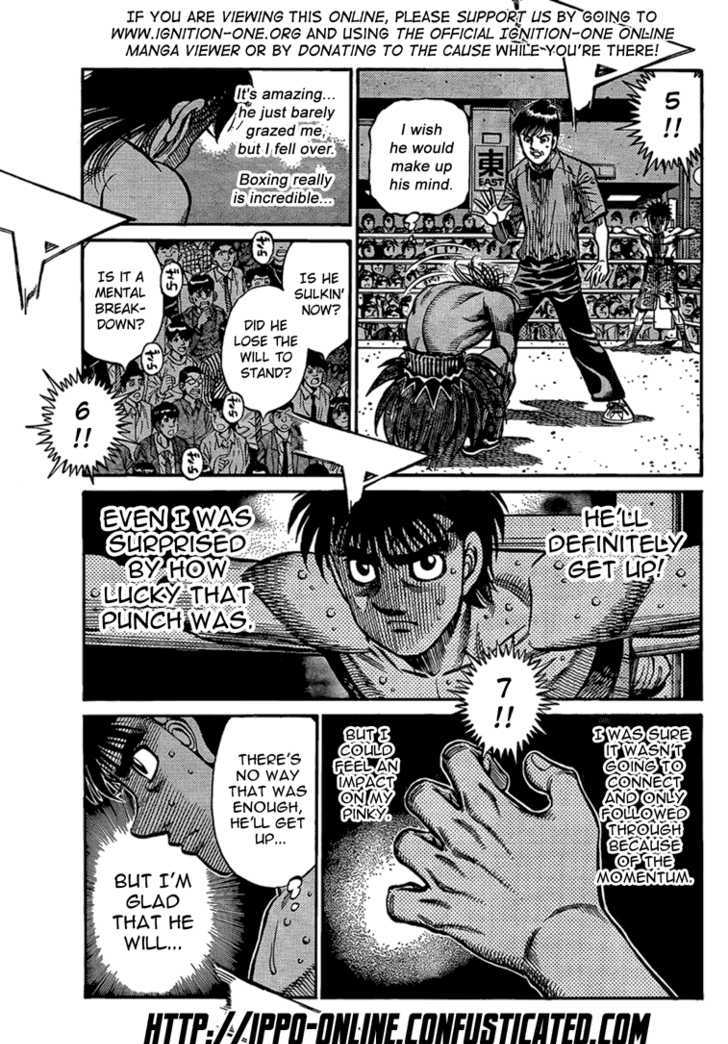 IF YOU ARE VIEWING THIS ONLINE, PLEASE SUPPORT US BY GOING TO
WWW.IGNITION-ONE.ORG AND USING THE OFFICIAL IGNITION-ONE ONLINE
MANGA VIEWER OR BY DONATING TO THE CAUSE WHILE YOU'RE THERE!
5
!!
I wish
he would
make up
his mind.
東
EAST
It's amazing...
he just barely
grazed me,
but I fell over.
Boxing really
is incredible...
IS HE
SULKIN'
NOW?
DID HE
LOSE THE
WILL TO
STAND?
IS IT A
MENTAL
BREAK-
DOWN?
6
!!
HE'LL
DEFINITELY
GET UP!
EVEN I WAS
SURPRISED
BY HOW
LUCKY THAT
PUNCH WAS.
7
!!
I WAS SURE
IT WASN'T
GOING TO
CONNECT
AND ONLY
FOLLOWED
THROUGH
BECAUSE
OF THE
MOMENTUM.
BUT I
COULD
FEEL AN
IMPACT
ON MY
PINKY.
THERE'S
NO WAY
THAT WAS
ENOUGH,
HE'LL GET
UP...
BUT I'M
GLAD
THAT HE
WILL...
HTTP://IPPO-ONLINE.CONFUSTICATED.COM